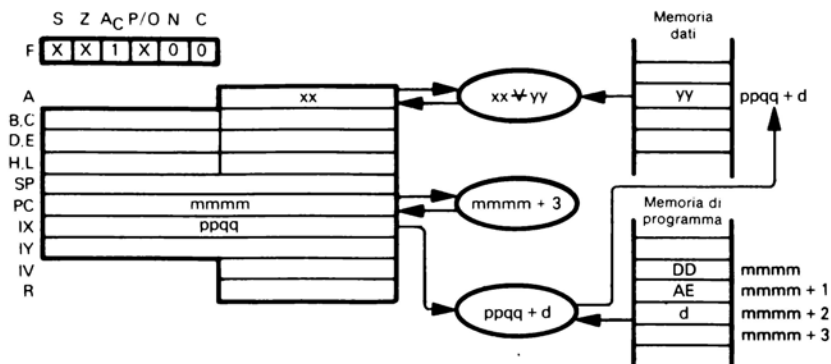 S Z AC P/O N C
F X X 1 X 0 0
Memoria
dati
A xx
xx ⊻ yy
yy
ppqq + d
B.C
D.E
H.L
SP
PC mmmm
mmmm + 3
IX ppqq
IY
IV
R
ppqq + d
Memoria di
programma
DD mmmm
AE mmmm + 1
d mmmm + 2
mmmm + 3